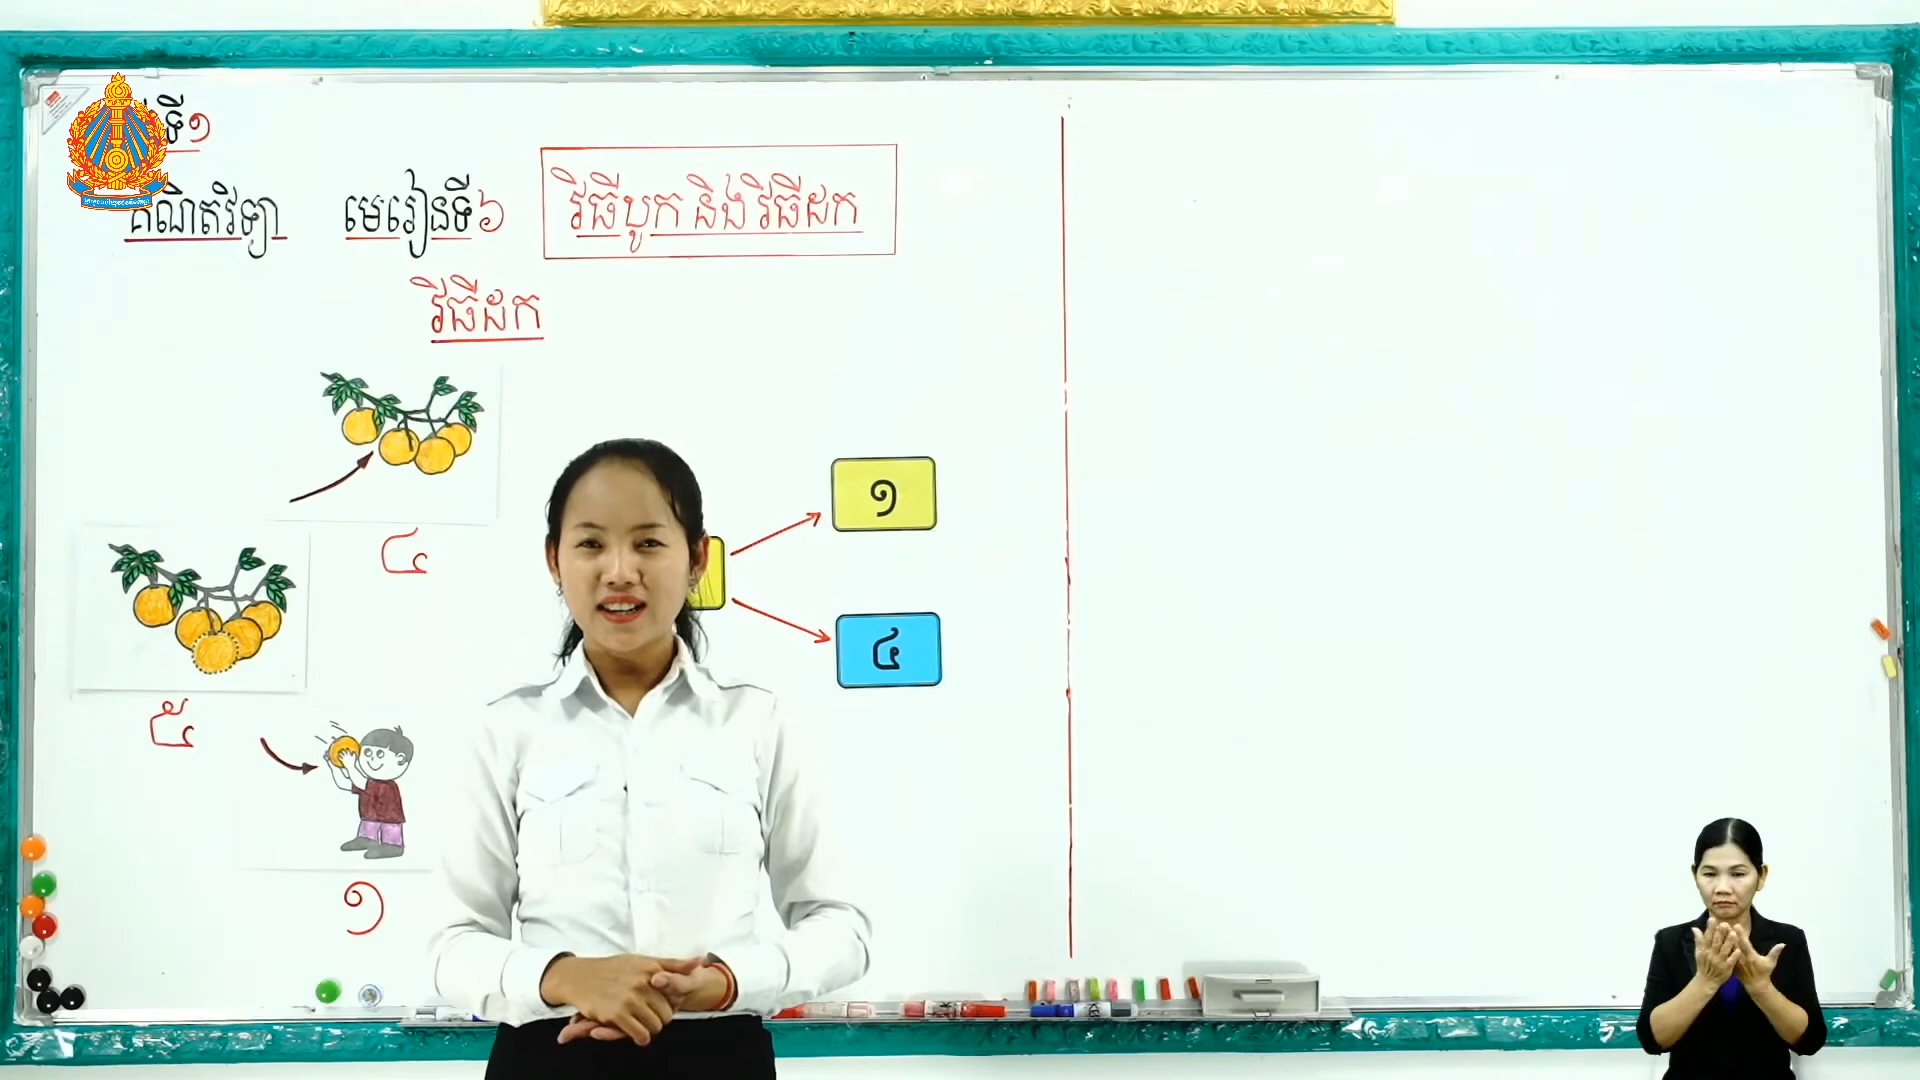 ទី១
គណិតវិទ្យា មេរៀនទី៦ វិធីបូក និង វិធីដក
វិធីដក
៤
១
៤
៥
១